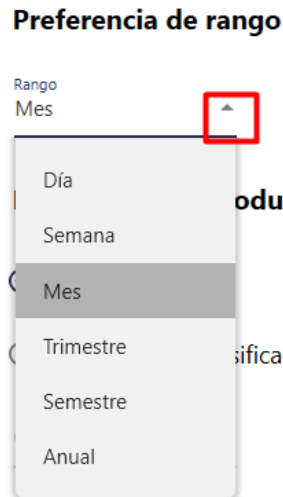 Preferencia de rango
Rango
Mes
Día
Semana
Mes
Trimestre
Semestre
Anual